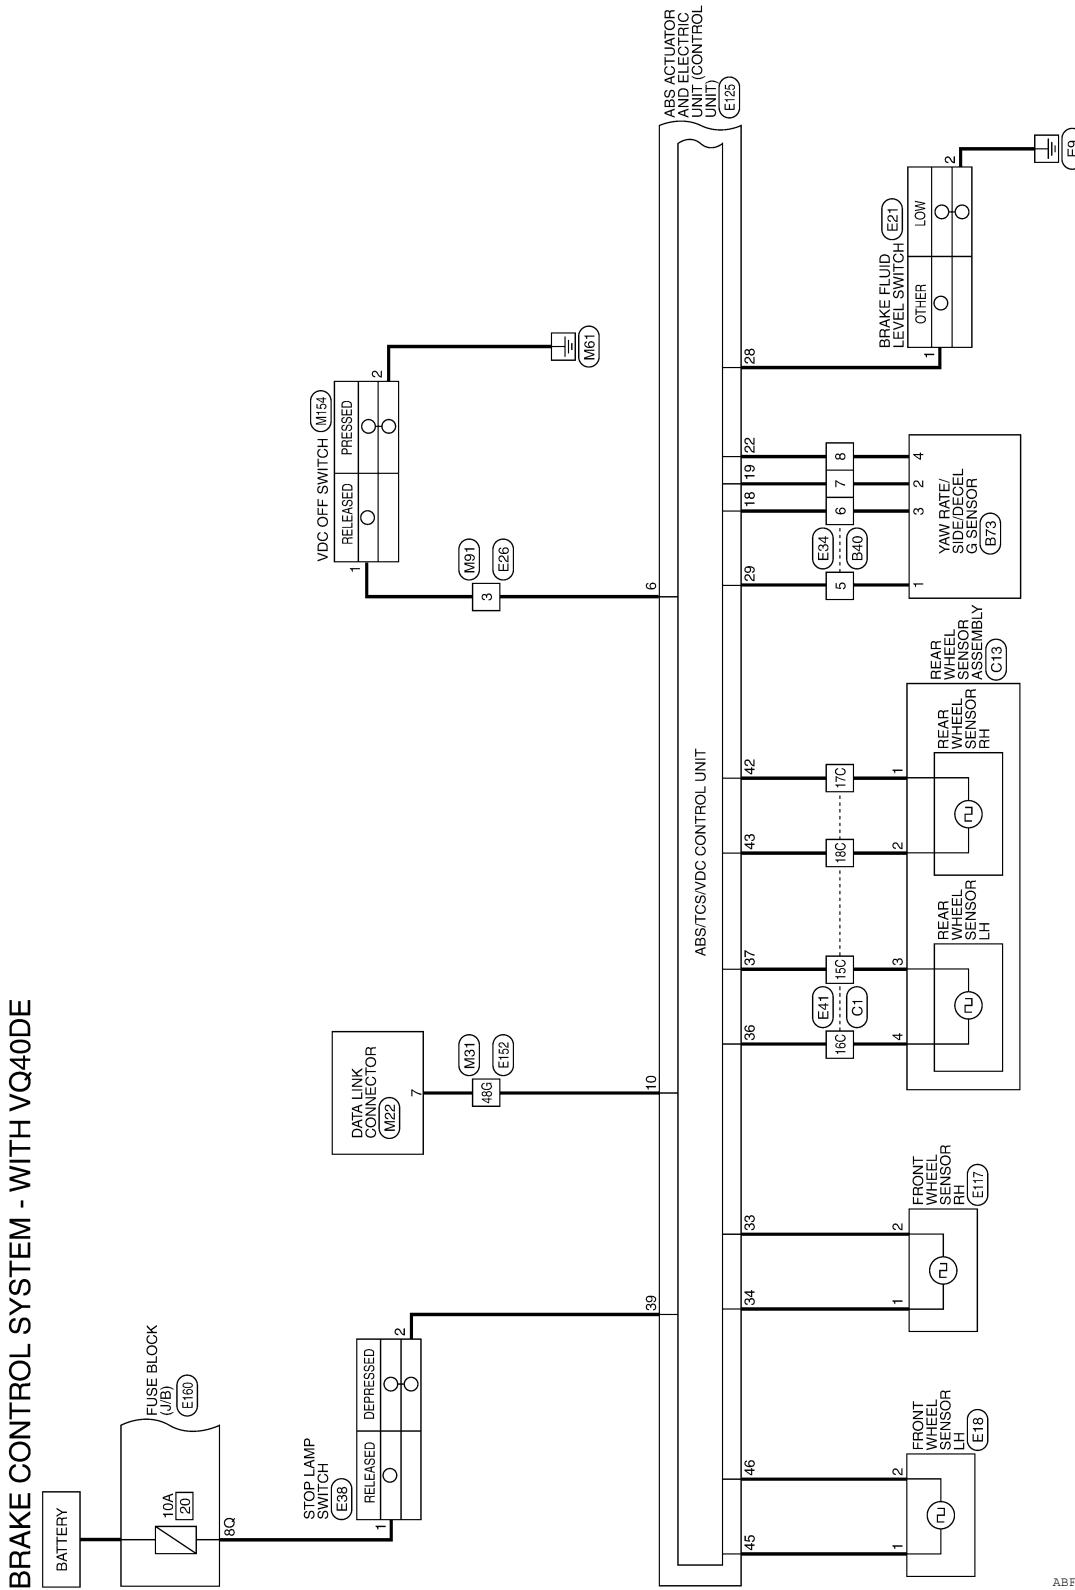 BRAKE CONTROL SYSTEM - WITH VQ40DE
BATTERY
FUSE BLOCK
(J/B)
E160
10A
20
8Q
STOP LAMP
SWITCH
E38
RELEASED
DEPRESSED
1
2
DATA LINK
CONNECTOR
M22
7
48G
M31
E152
VDC OFF SWITCH
M154
RELEASED
PRESSED
1
2
M61
3
M91
E26
39
10
6
ABS ACTUATOR
AND ELECTRIC
UNIT (CONTROL
UNIT)
E125
ABS/TCS/VDC CONTROL UNIT
45
46
34
33
36
37
43
42
29
18
19
22
28
16C
E41
C1
15C
18C
17C
5
E34
B40
6
7
8
1
2
FRONT
WHEEL
SENSOR
LH
E18
1
2
FRONT
WHEEL
SENSOR
RH
E117
4
3
2
1
REAR
WHEEL
SENSOR
LH
REAR
WHEEL
SENSOR
RH
REAR
WHEEL
SENSOR
ASSEMBLY
C13
1
3
2
4
YAW RATE/
SIDE/DECEL
G SENSOR
B73
BRAKE FLUID
LEVEL SWITCH
E21
OTHER
LOW
1
2